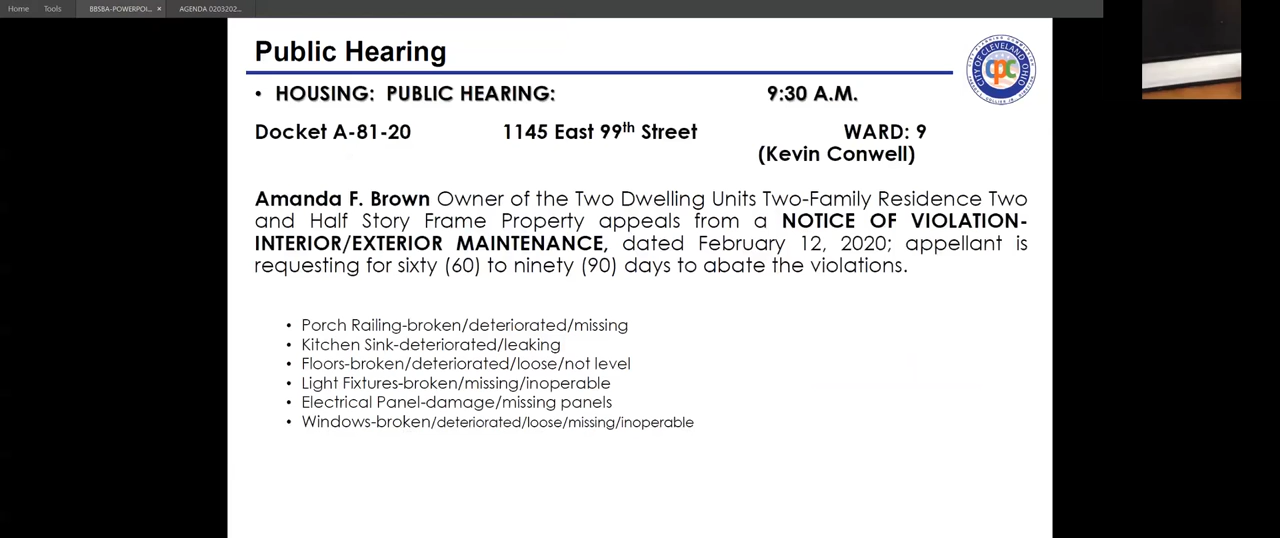 Home Tools BBSBA-POWERPOI... × AGENDA 0203202...
Public Hearing
CITY OF CLEVELAND OHIO
cpc
• HOUSING: PUBLIC HEARING: 9:30 A.M.
Docket A-81-20 1145 East 99th Street WARD: 9
(Kevin Conwell)
Amanda F. Brown Owner of the Two Dwelling Units Two-Family Residence Two
and Half Story Frame Property appeals from a NOTICE OF VIOLATION-
INTERIOR/EXTERIOR MAINTENANCE, dated February 12, 2020; appellant is
requesting for sixty (60) to ninety (90) days to abate the violations.
• Porch Railing-broken/deteriorated/missing
• Kitchen Sink-deteriorated/leaking
• Floors-broken/deteriorated/loose/not level
• Light Fixtures-broken/missing/inoperable
• Electrical Panel-damage/missing panels
• Windows-broken/deteriorated/loose/missing/inoperable